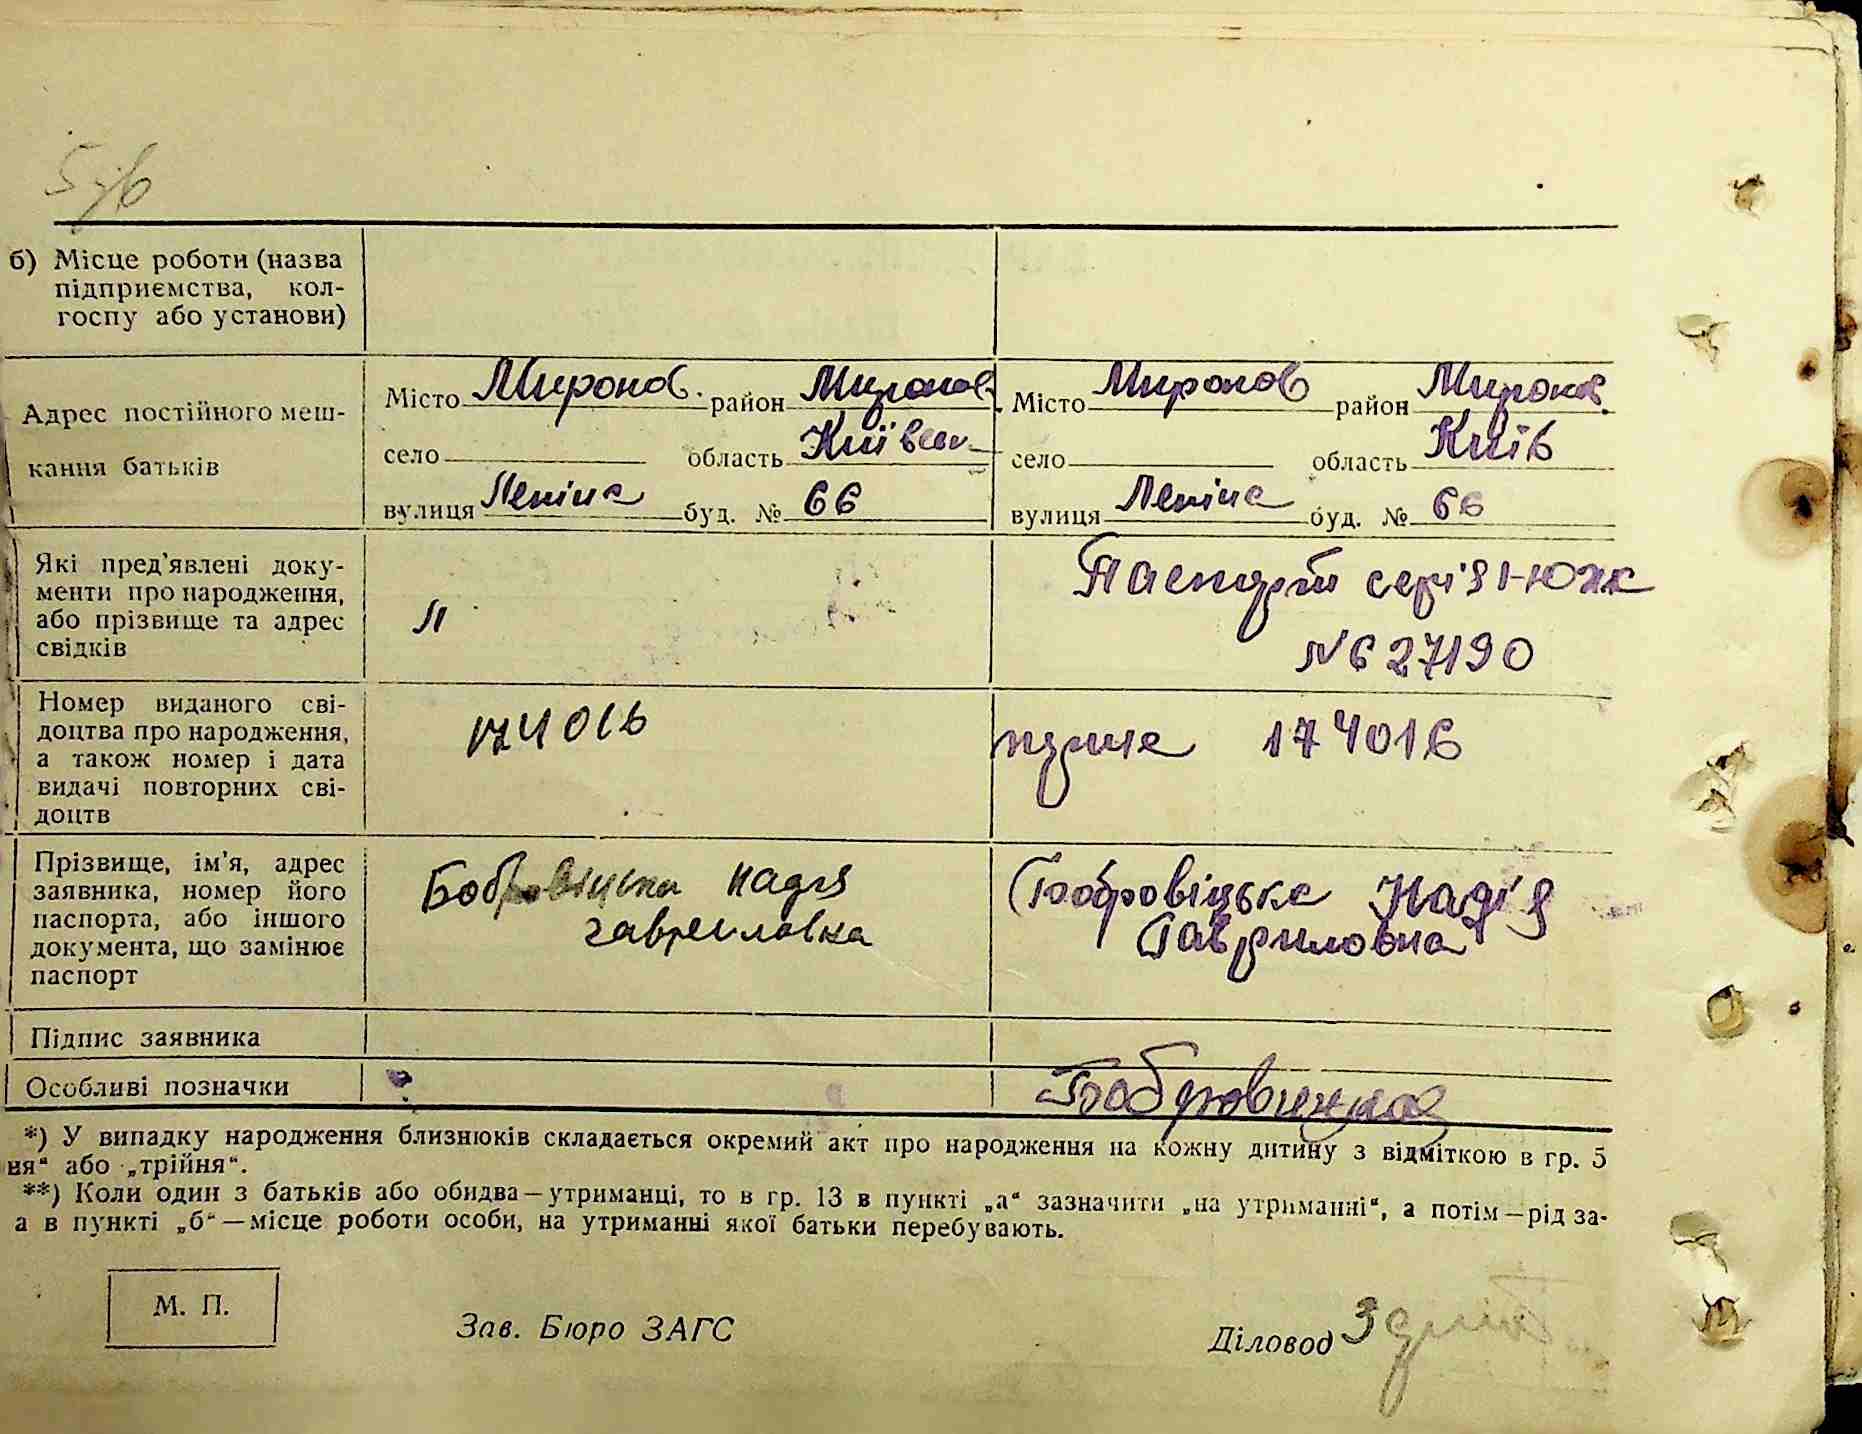 б) Місце роботи (назва
підприємства, кол-
госпу або установи)
Адрес постійного меш-
кання батьків
Місто Миронов. район Миронов. Місто Миронов район Миронов.
село область Київськ. село область Київ
вулиця Леніна буд. № 66 вулиця Леніна буд. № 66
Які пред'явлені доку-
менти про народження,
або прізвище та адрес
свідків
Паспорт серія І-ЮЖ
№ 627190
Номер виданого сві-
доцтва про народження,
а також номер і дата
видачі повторних сві-
доцтв
174016 174016
Прізвище, ім'я, адрес
заявника, номер його
паспорта, або іншого
документа, що замінює
паспорт
Бобровіцька Надія Бобровіцька Надія
Гавриловна Гавриловна
Підпис заявника
Особливі позначки
*) У випадку народження близнюків складається окремий акт про народження на кожну дитину з відміткою в гр. 5
ня" або „трійня".
**) Коли один з батьків або обидва—утриманці, то в гр. 13 в пункті „а" зазначити „на утриманні", а потім—рід за-
а в пункті „б"—місце роботи особи, на утриманні якої батьки перебувають.
М. П.
Зав. Бюро ЗАГС
Діловод